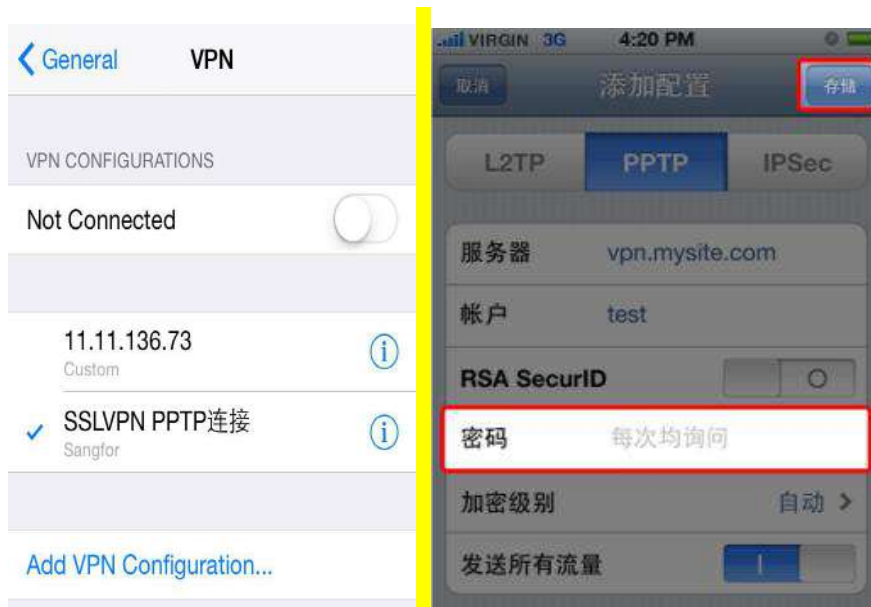 General
VPN
VPN CONFIGURATIONS
Not Connected
11.11.136.73
Custom
SSLVPN PPTP连接
Sangfor
Add VPN Configuration...
VIRGIN 3G 4:20 PM
取消 添加配置 存储
L2TP PPTP IPSec
服务器 vpn.mysite.com
帐户 test
RSA SecurID
密码 每次均询问
加密级别 自动
发送所有流量